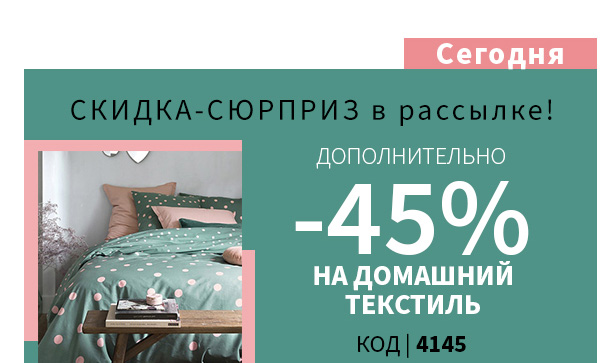 Сегодня
СКИДКА-СЮРПРИЗ в рассылке!
ДОПОЛНИТЕЛЬНО
-45%
НА ДОМАШНИЙ
ТЕКСТИЛЬ
КОД | 4145